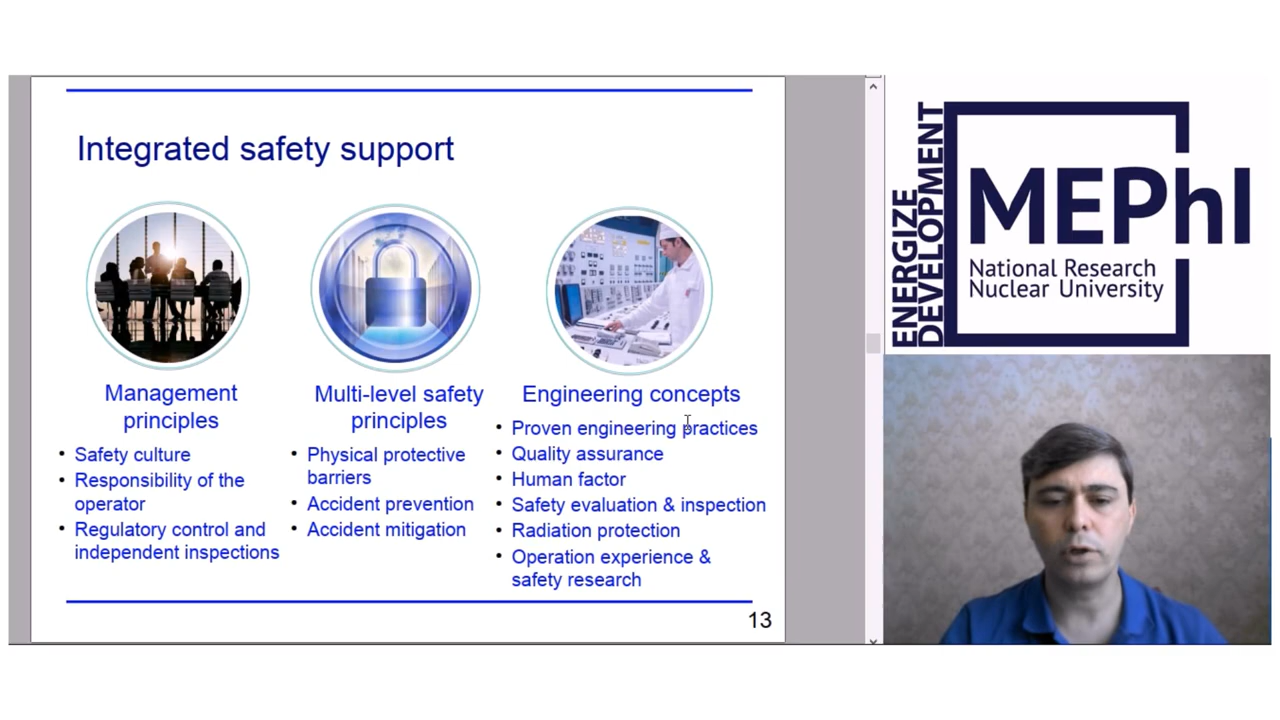 Integrated safety support
Management
principles
• Safety culture
• Responsibility of the
operator
• Regulatory control and
independent inspections
Multi-level safety
principles
• Physical protective
barriers
• Accident prevention
• Accident mitigation
Engineering concepts
• Proven engineering practices
• Quality assurance
• Human factor
• Safety evaluation & inspection
• Radiation protection
• Operation experience &
safety research
13
ENERGIZE
DEVELOPMENT
MEPhI
National Research
Nuclear University